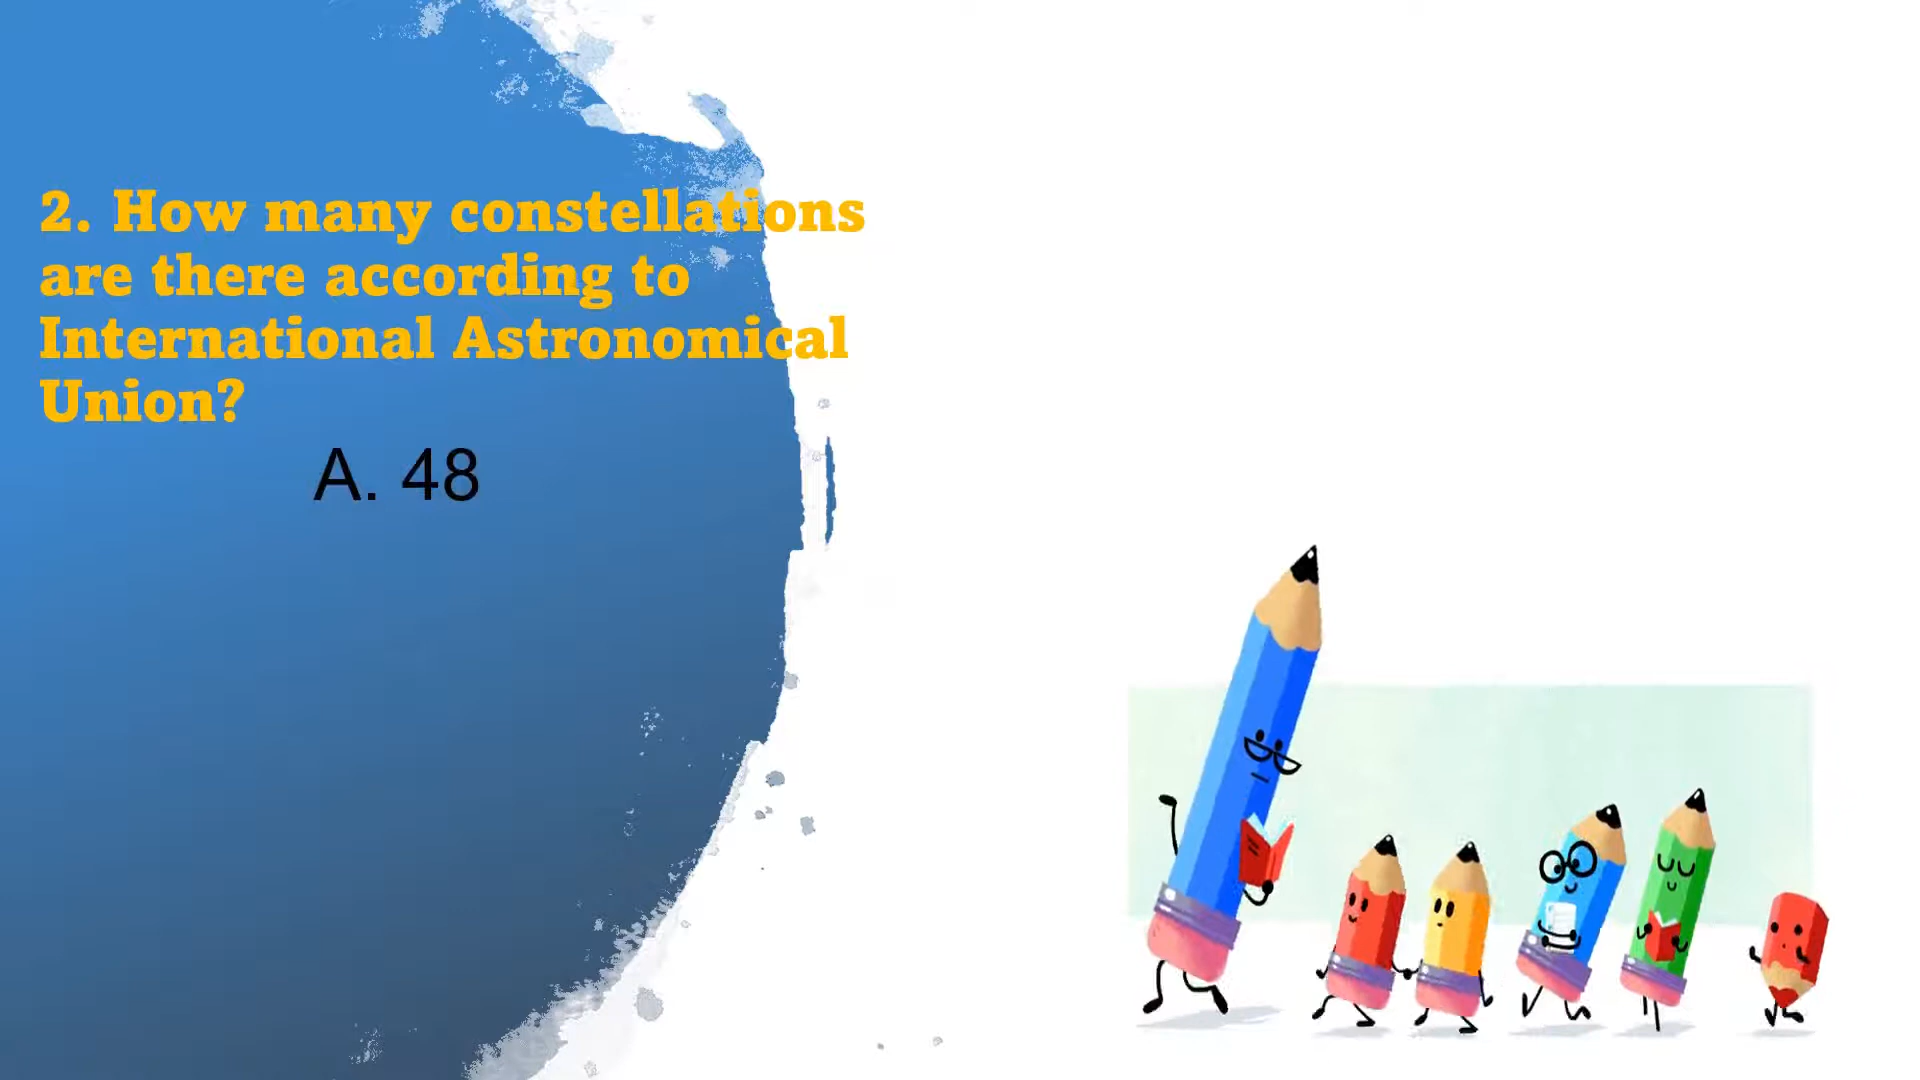 2. How many constellations
are there according to
International Astronomical
Union?
A. 48